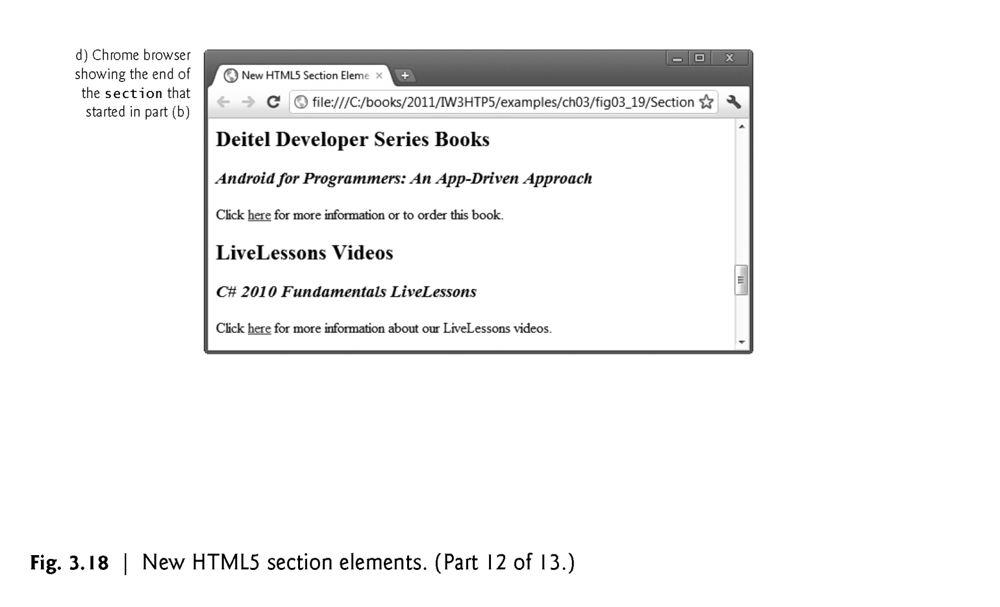 d) Chrome browser
showing the end of
the section that
started in part (b)
New HTML5 Section Eleme
file:///C:/books/2011/IW3HTP5/examples/ch03/fig03_19/Section
Deitel Developer Series Books
Android for Programmers: An App-Driven Approach
Click here for more information or to order this book.
LiveLessons Videos
C# 2010 Fundamentals LiveLessons
Click here for more information about our LiveLessons videos.
Fig. 3.18 | New HTML5 section elements. (Part 12 of 13.)